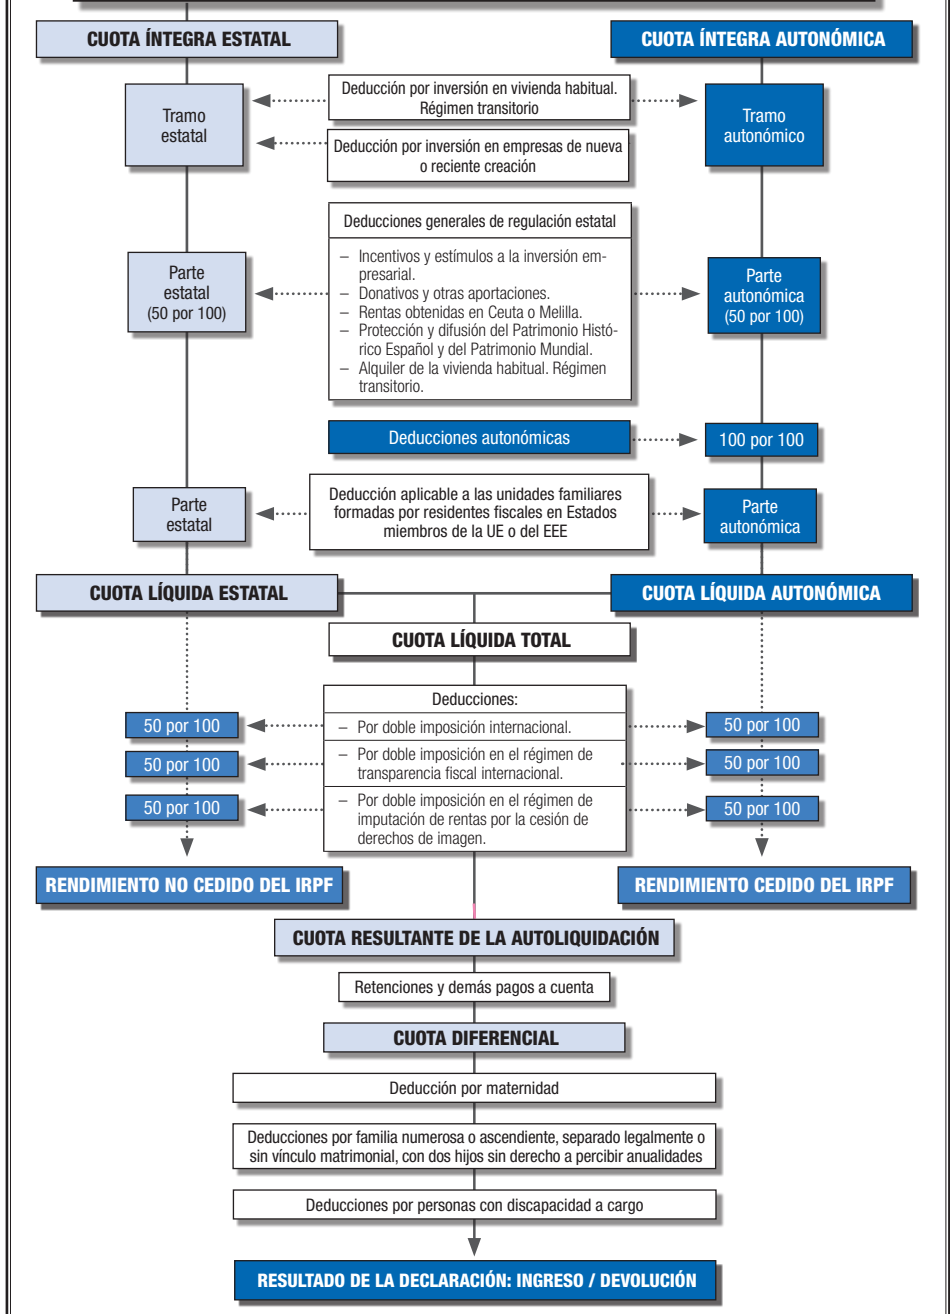 CUOTA ÍNTEGRA ESTATAL
CUOTA ÍNTEGRA AUTONÓMICA
Tramo
estatal
Deducción por inversión en vivienda habitual.
Régimen transitorio
Tramo
autonómico
Deducción por inversión en empresas de nueva
o reciente creación
Deducciones generales de regulación estatal
– Incentivos y estímulos a la inversión em-
presarial.
– Donativos y otras aportaciones.
– Rentas obtenidas en Ceuta o Melilla.
– Protección y difusión del Patrimonio Histó-
rico Español y del Patrimonio Mundial.
– Alquiler de la vivienda habitual. Régimen
transitorio.
Parte
estatal
(50 por 100)
Parte
autonómica
(50 por 100)
Deducciones autonómicas
100 por 100
Parte
estatal
Deducción aplicable a las unidades familiares
formadas por residentes fiscales en Estados
miembros de la UE o del EEE
Parte
autonómica
CUOTA LÍQUIDA ESTATAL
CUOTA LÍQUIDA AUTONÓMICA
CUOTA LÍQUIDA TOTAL
Deducciones:
50 por 100
– Por doble imposición internacional.
50 por 100
50 por 100
– Por doble imposición en el régimen de
transparencia fiscal internacional.
50 por 100
50 por 100
– Por doble imposición en el régimen de
imputación de rentas por la cesión de
derechos de imagen.
50 por 100
RENDIMIENTO NO CEDIDO DEL IRPF
RENDIMIENTO CEDIDO DEL IRPF
CUOTA RESULTANTE DE LA AUTOLIQUIDACIÓN
Retenciones y demás pagos a cuenta
CUOTA DIFERENCIAL
Deducción por maternidad
Deducciones por familia numerosa o ascendiente, separado legalmente o
sin vínculo matrimonial, con dos hijos sin derecho a percibir anualidades
Deducciones por personas con discapacidad a cargo
RESULTADO DE LA DECLARACIÓN: INGRESO / DEVOLUCIÓN